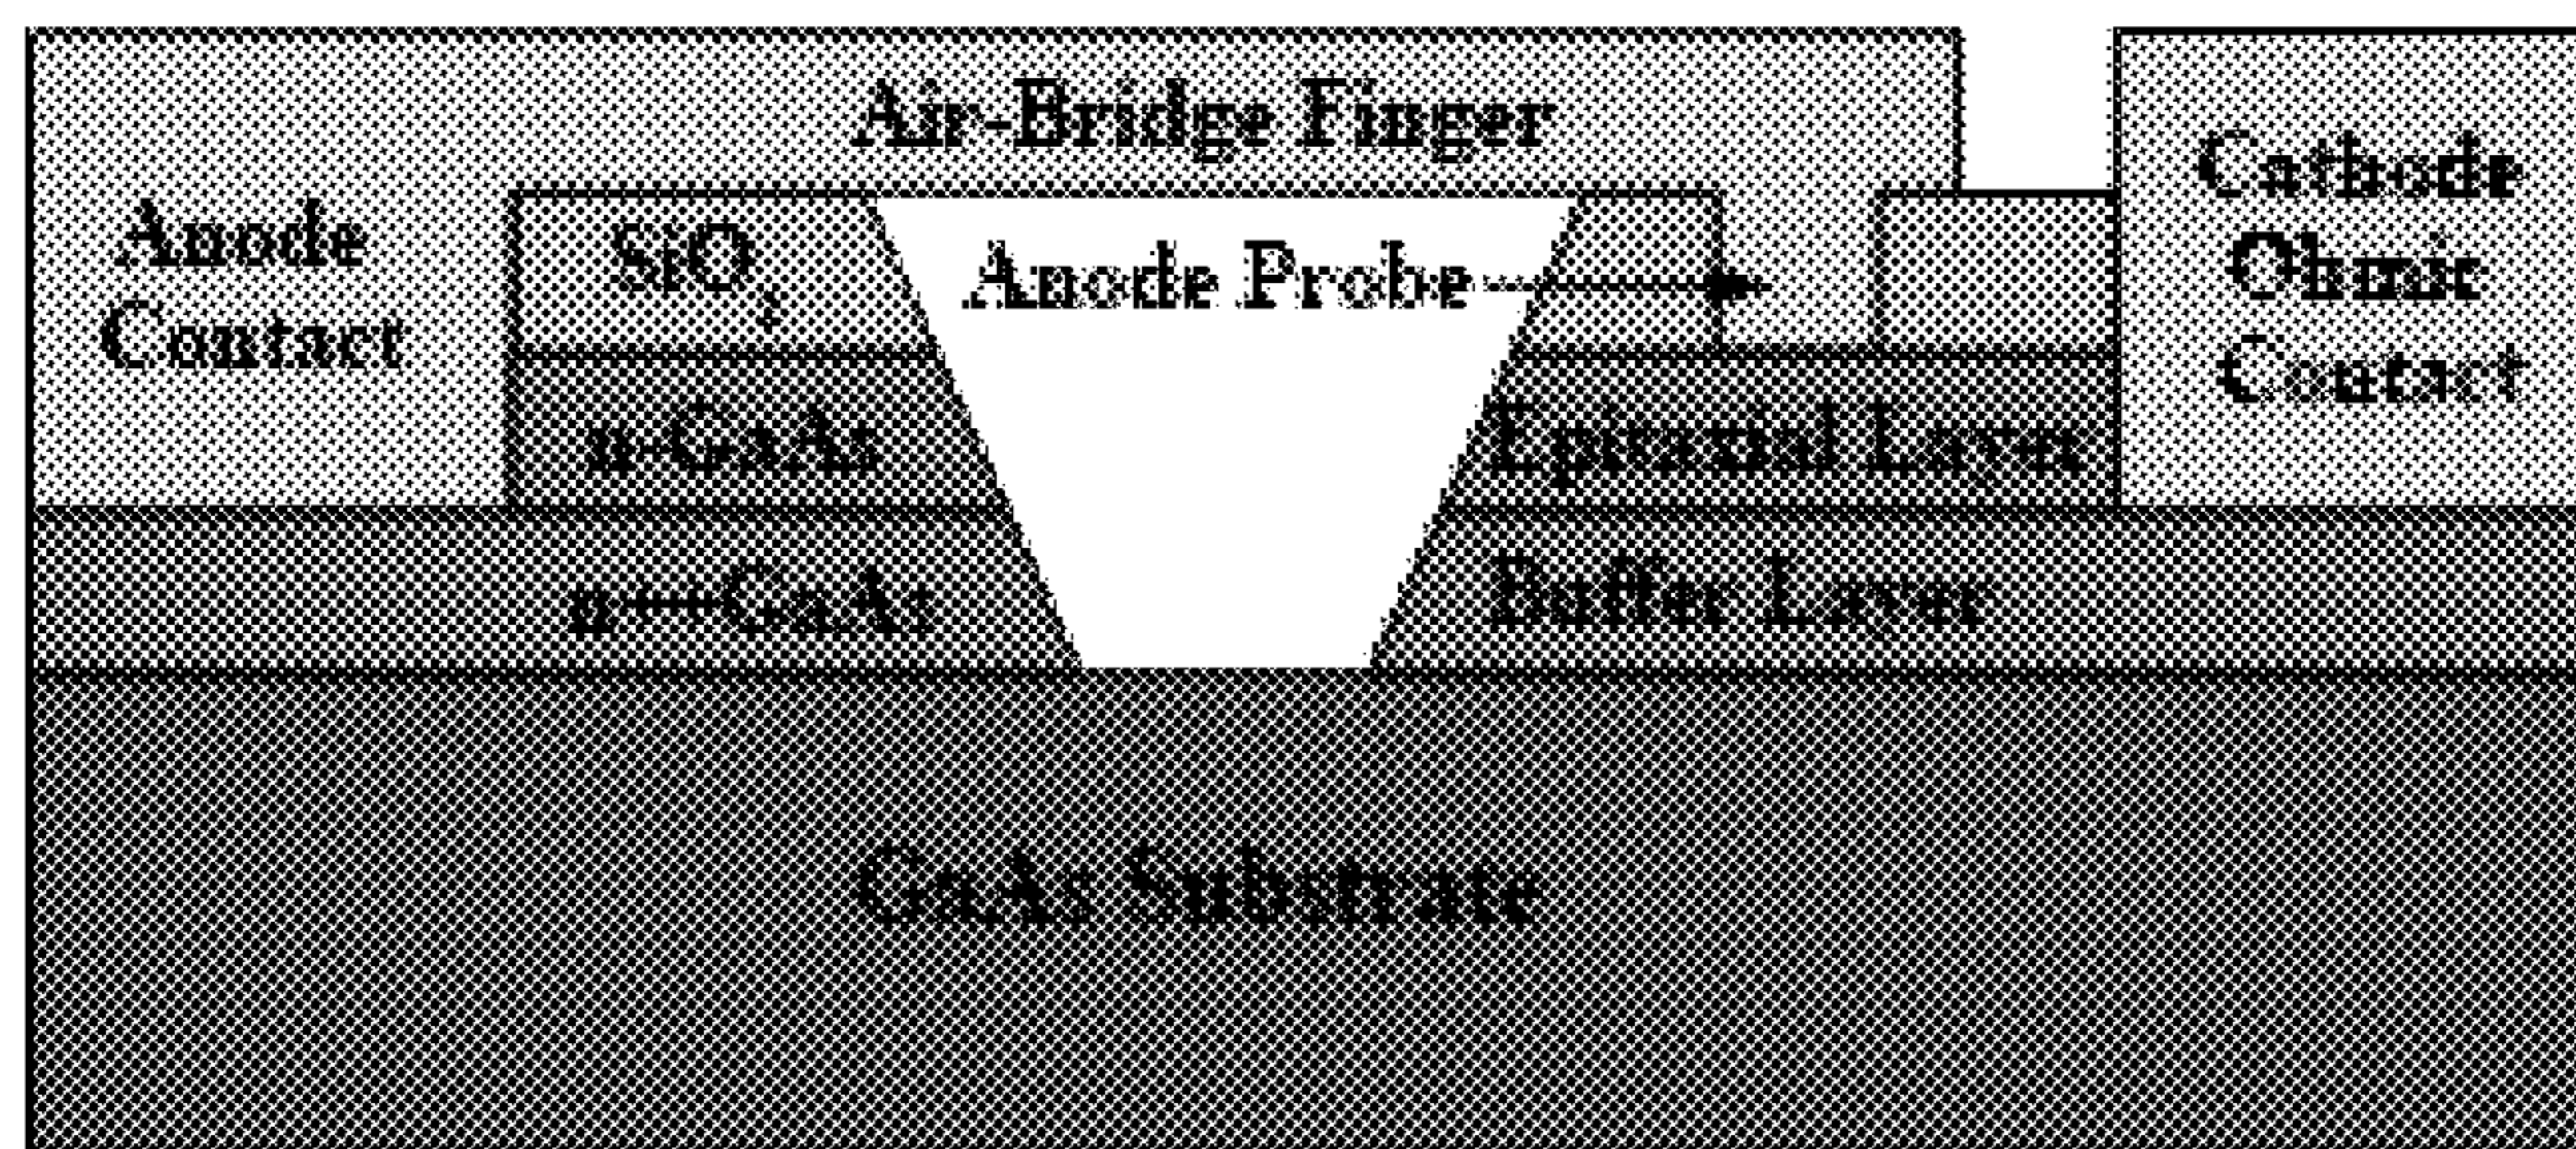 Air-Bridge Finger
Anode
Contact
SiO₂
Anode Probe
Cathode
Ohmic
Contact
n-GaAs
Epitaxial Layer
n++GaAs
Buffer Layer
GaAs Substrate